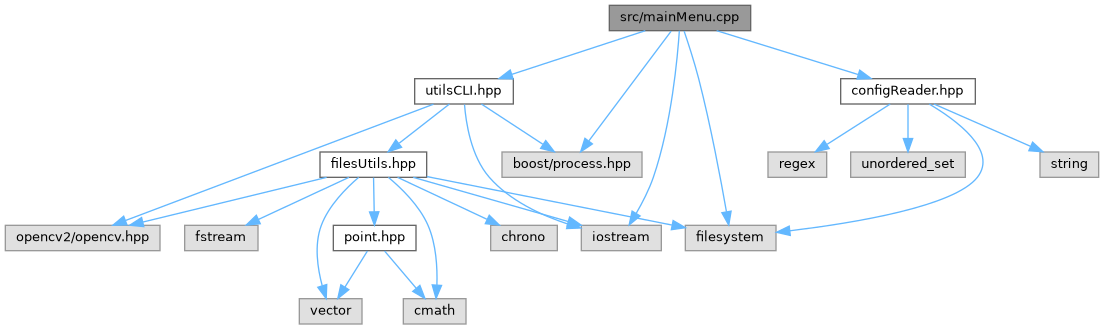 src/mainMenu.cpp
utilsCLI.hpp
configReader.hpp
filesUtils.hpp
boost/process.hpp
regex
unordered_set
string
opencv2/opencv.hpp
fstream
point.hpp
chrono
iostream
filesystem
vector
cmath